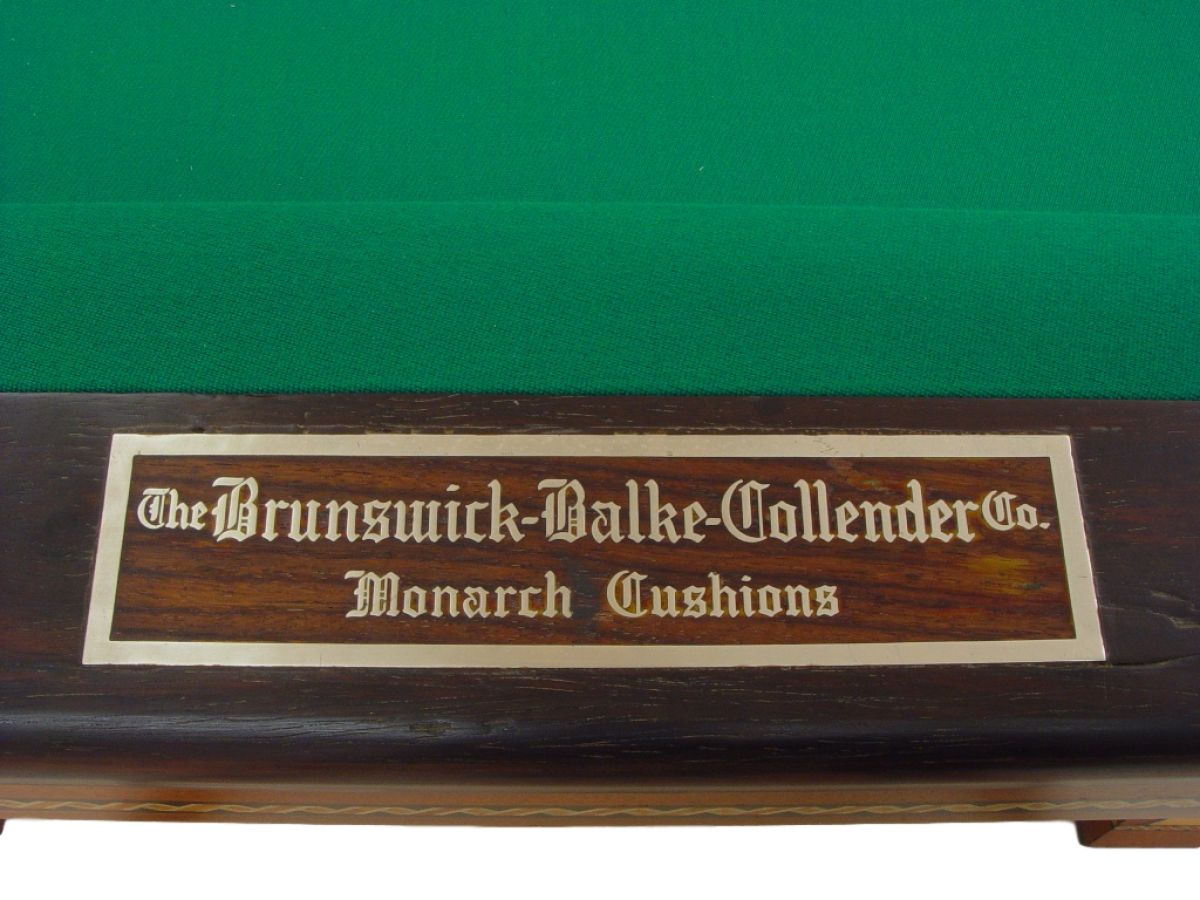 The Brunswick-Balke-Collender Co.
Monarch Cushions